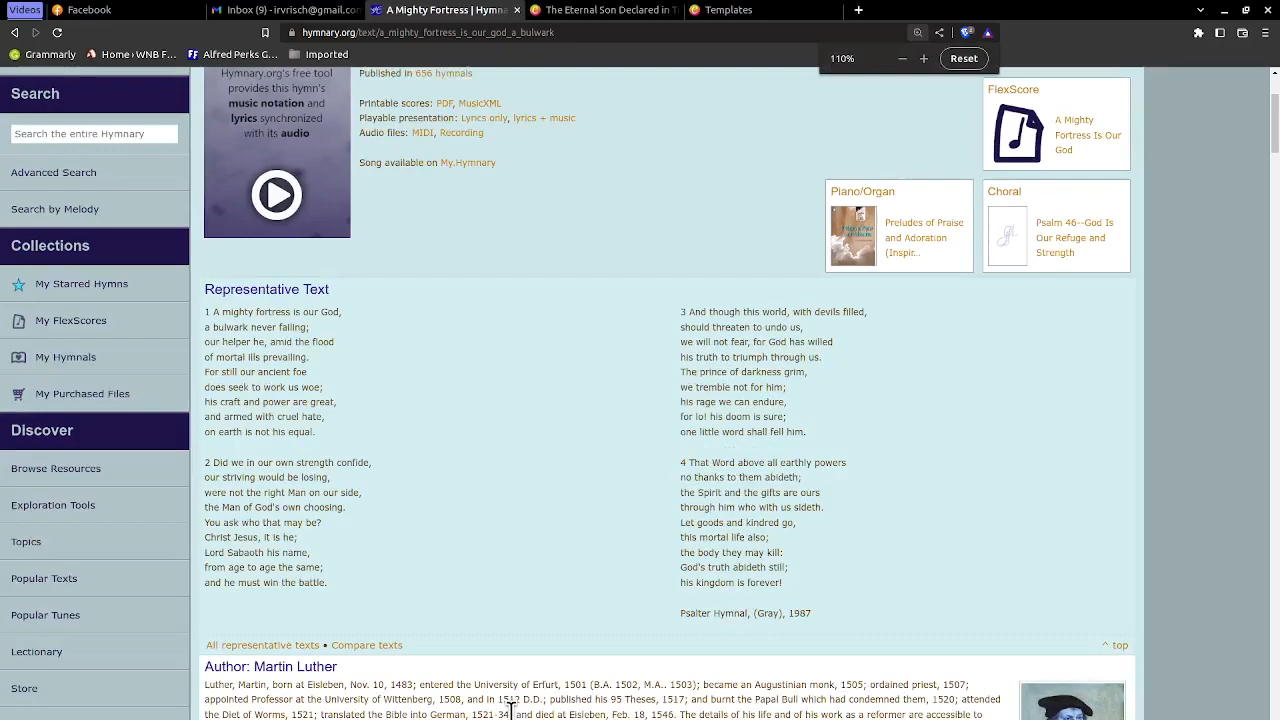 Videos
Facebook
Inbox (9) - irvrisch@gmail.con
A Mighty Fortress | Hymna
The Eternal Son Declared in Ti
Templates
hymnary.org/text/a_mighty_fortress_is_our_god_a_bulwark
Grammarly
Home ‹WNB F...
Alfred Perks. G...
Imported
110%
Reset
Search
Search the entire Hymnary
Advanced Search
Search by Melody
Collections
My Starred Hymns
My FlexScores
My Hymnals
My Purchased Files
Discover
Browse Resources
Exploration Tools
Topics
Popular Texts
Popular Tunes
Lectionary
Store
Hymnary.org's free tool
provides this hymn's
music notation and
lyrics synchronized
with its audio
Published in 656 hymnals
Printable scores: PDF, MusicXML
Playable presentation: Lyrics only, lyrics + music
Audio files: MIDI, Recording
Song available on My.Hymnary
FlexScore
A Mighty
Fortress Is Our
God
Piano/Organ
Preludes of Praise
and Adoration
(Inspir...
Choral
Psalm 46--God Is
Our Refuge and
Strength
Representative Text
1 A mighty fortress is our God,
a bulwark never failing;
our helper he, amid the flood
of mortal ills prevailing.
For still our ancient foe
does seek to work us woe;
his craft and power are great,
and armed with cruel hate,
on earth is not his equal.
2 Did we in our own strength confide,
our striving would be losing,
were not the right Man on our side,
the Man of God's own choosing.
You ask who that may be?
Christ Jesus, it is he;
Lord Sabaoth his name,
from age to age the same;
and he must win the battle.
3 And though this world, with devils filled,
should threaten to undo us,
we will not fear, for God has willed
his truth to triumph through us.
The prince of darkness grim,
we tremble not for him;
his rage we can endure,
for lo! his doom is sure;
one little word shall fell him.
4 That Word above all earthly powers
no thanks to them abideth;
the Spirit and the gifts are ours
through him who with us sideth.
Let goods and kindred go,
this mortal life also;
the body they may kill:
God's truth abideth still;
his kingdom is forever!
Psalter Hymnal, (Gray), 1987
All representative texts • Compare texts
^ top
Author: Martin Luther
Luther, Martin, born at Eisleben, Nov. 10, 1483; entered the University of Erfurt, 1501 (B.A. 1502, M.A.. 1503); became an Augustinian monk, 1505; ordained priest, 1507;
appointed Professor at the University of Wittenberg, 1508, and in 1512 D.D.; published his 95 Theses, 1517; and burnt the Papal Bull which had condemned them, 1520; attended
the Diet of Worms, 1521; translated the Bible into German, 1521-34; and died at Eisleben, Feb. 18, 1546. The details of his life and of his work as a reformer are accessible to